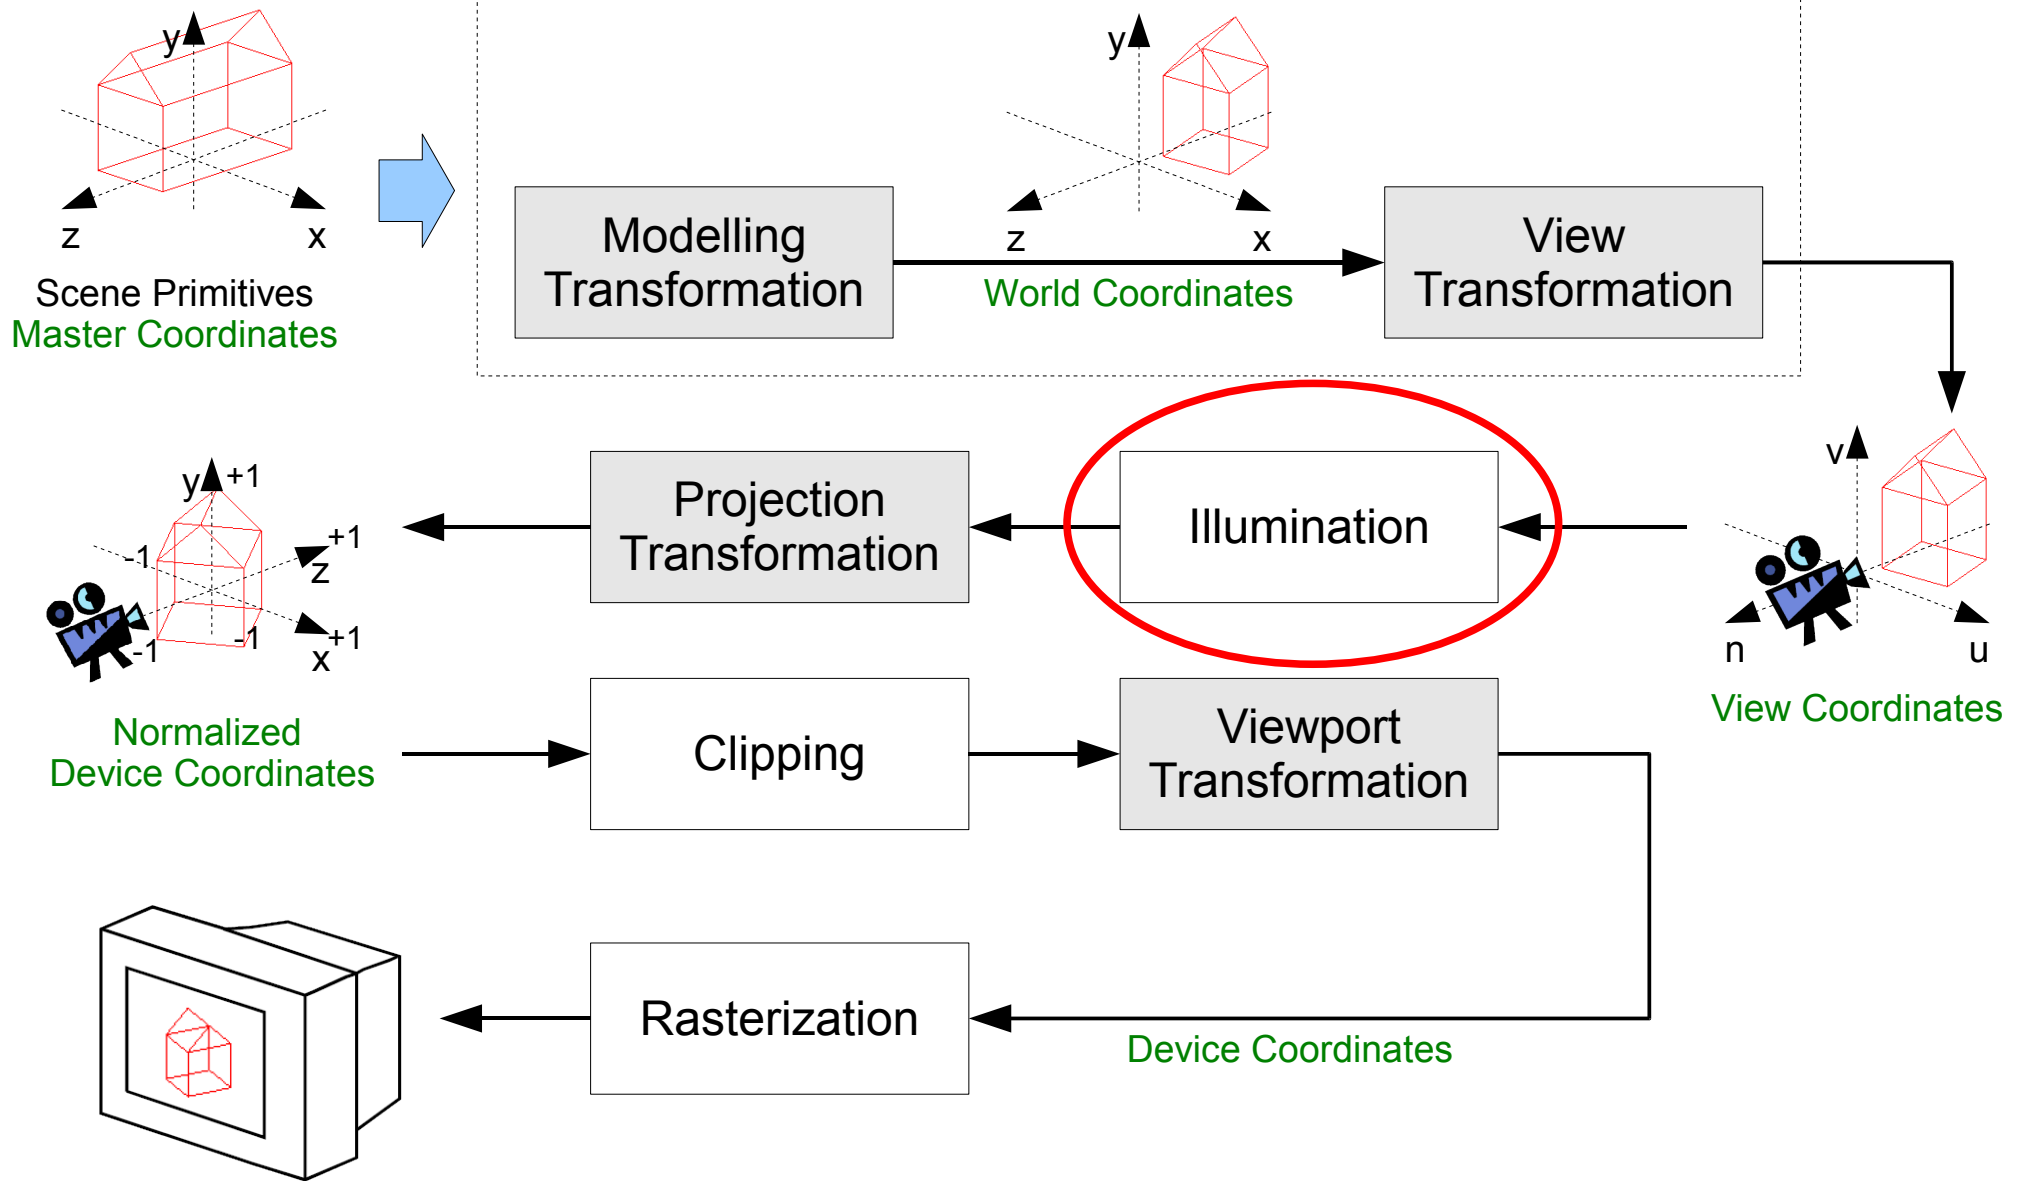 y
z
x
Scene Primitives
Master Coordinates
Modelling
Transformation
y
z
x
World Coordinates
View
Transformation
v
n
u
View Coordinates
Illumination
Projection
Transformation
y
+1
-1
+1
z
-1
-1
+1
x
Normalized
Device Coordinates
Clipping
Viewport
Transformation
Device Coordinates
Rasterization